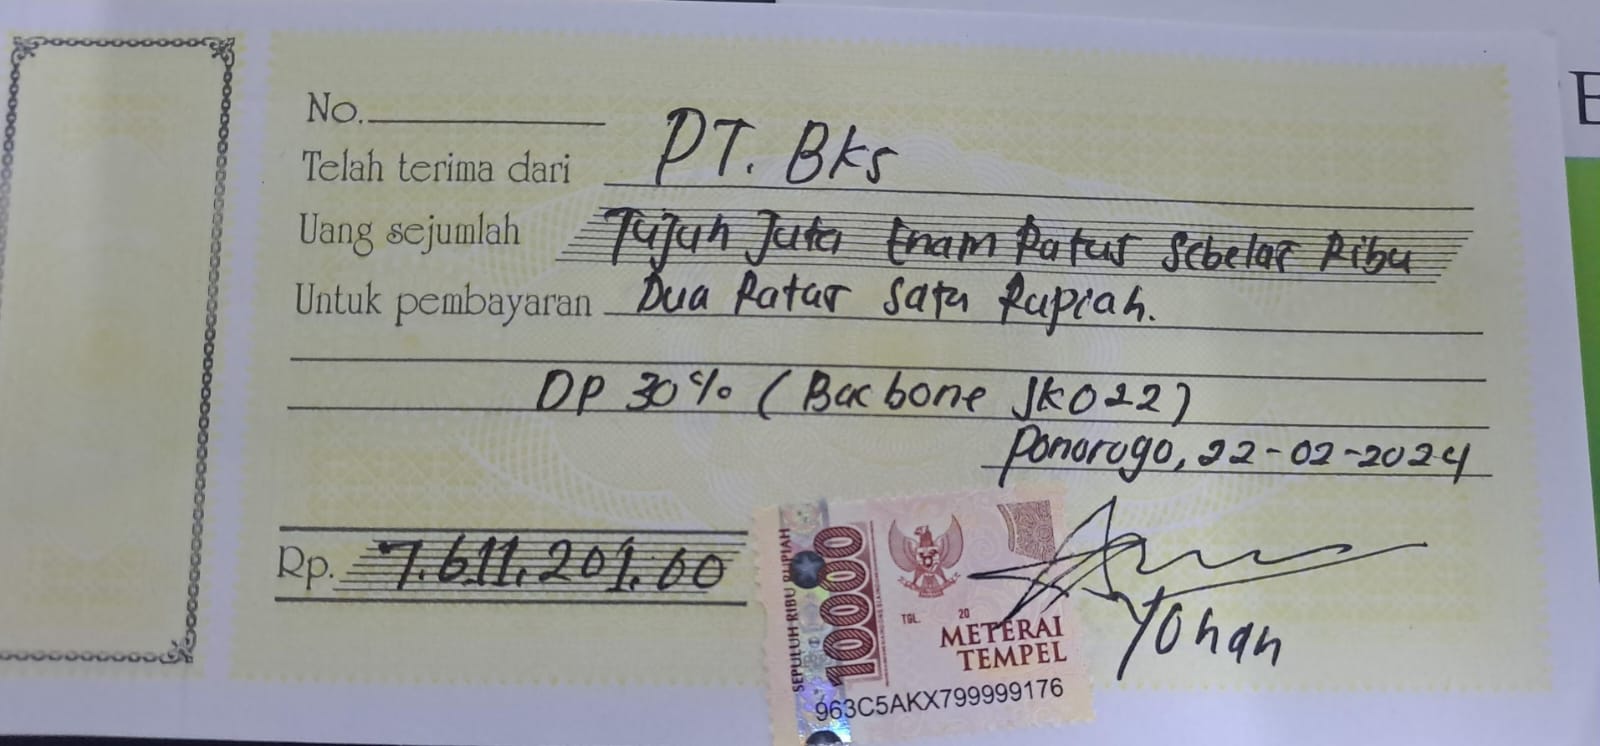 No.
Telah terima dari PT. Bks
Uang sejumlah Tujuh Juta Enam Ratus Sebelas Ribu
Untuk pembayaran Dua Ratus Satu Rupiah.
DP 30% (Backbone JK022)
Ponorogo, 22-02-2024
Rp. 7.611.201.60
SEPULUH RIBU RUPIAH
10000
TGL. 20
METERAI
TEMPEL
963C5AKX799999176
Yohan